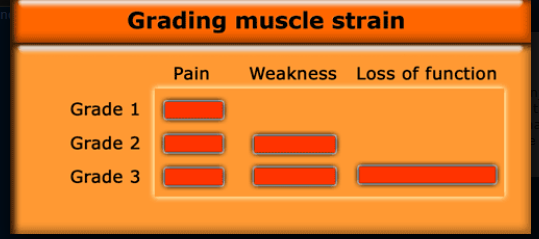 Grading muscle strain
Pain Weakness Loss of function
Grade 1
Grade 2
Grade 3